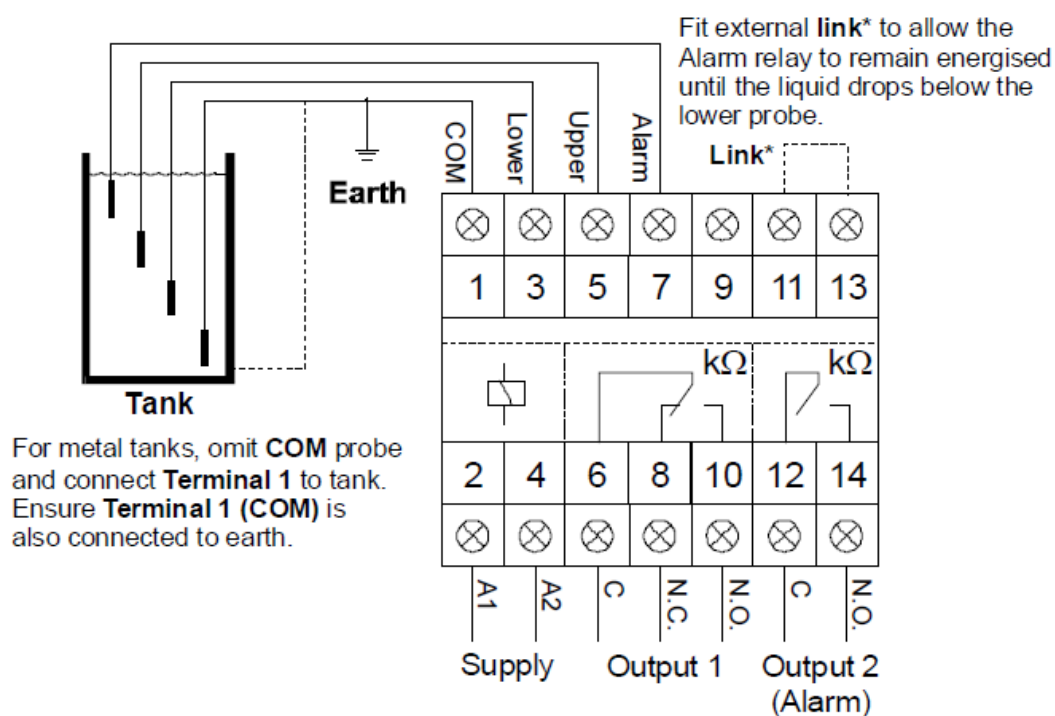 Fit external link* to allow the
Alarm relay to remain energised
until the liquid drops below the
lower probe.
Link*
COM
Lower
Upper
Alarm
Earth
1 3 5 7 9 11 13
kΩ kΩ
Tank
For metal tanks, omit COM probe
and connect Terminal 1 to tank.
Ensure Terminal 1 (COM) is
also connected to earth.
2 4 6 8 10 12 14
A1
A2
C
N.C.
N.O.
C
N.O.
Supply Output 1 Output 2
(Alarm)